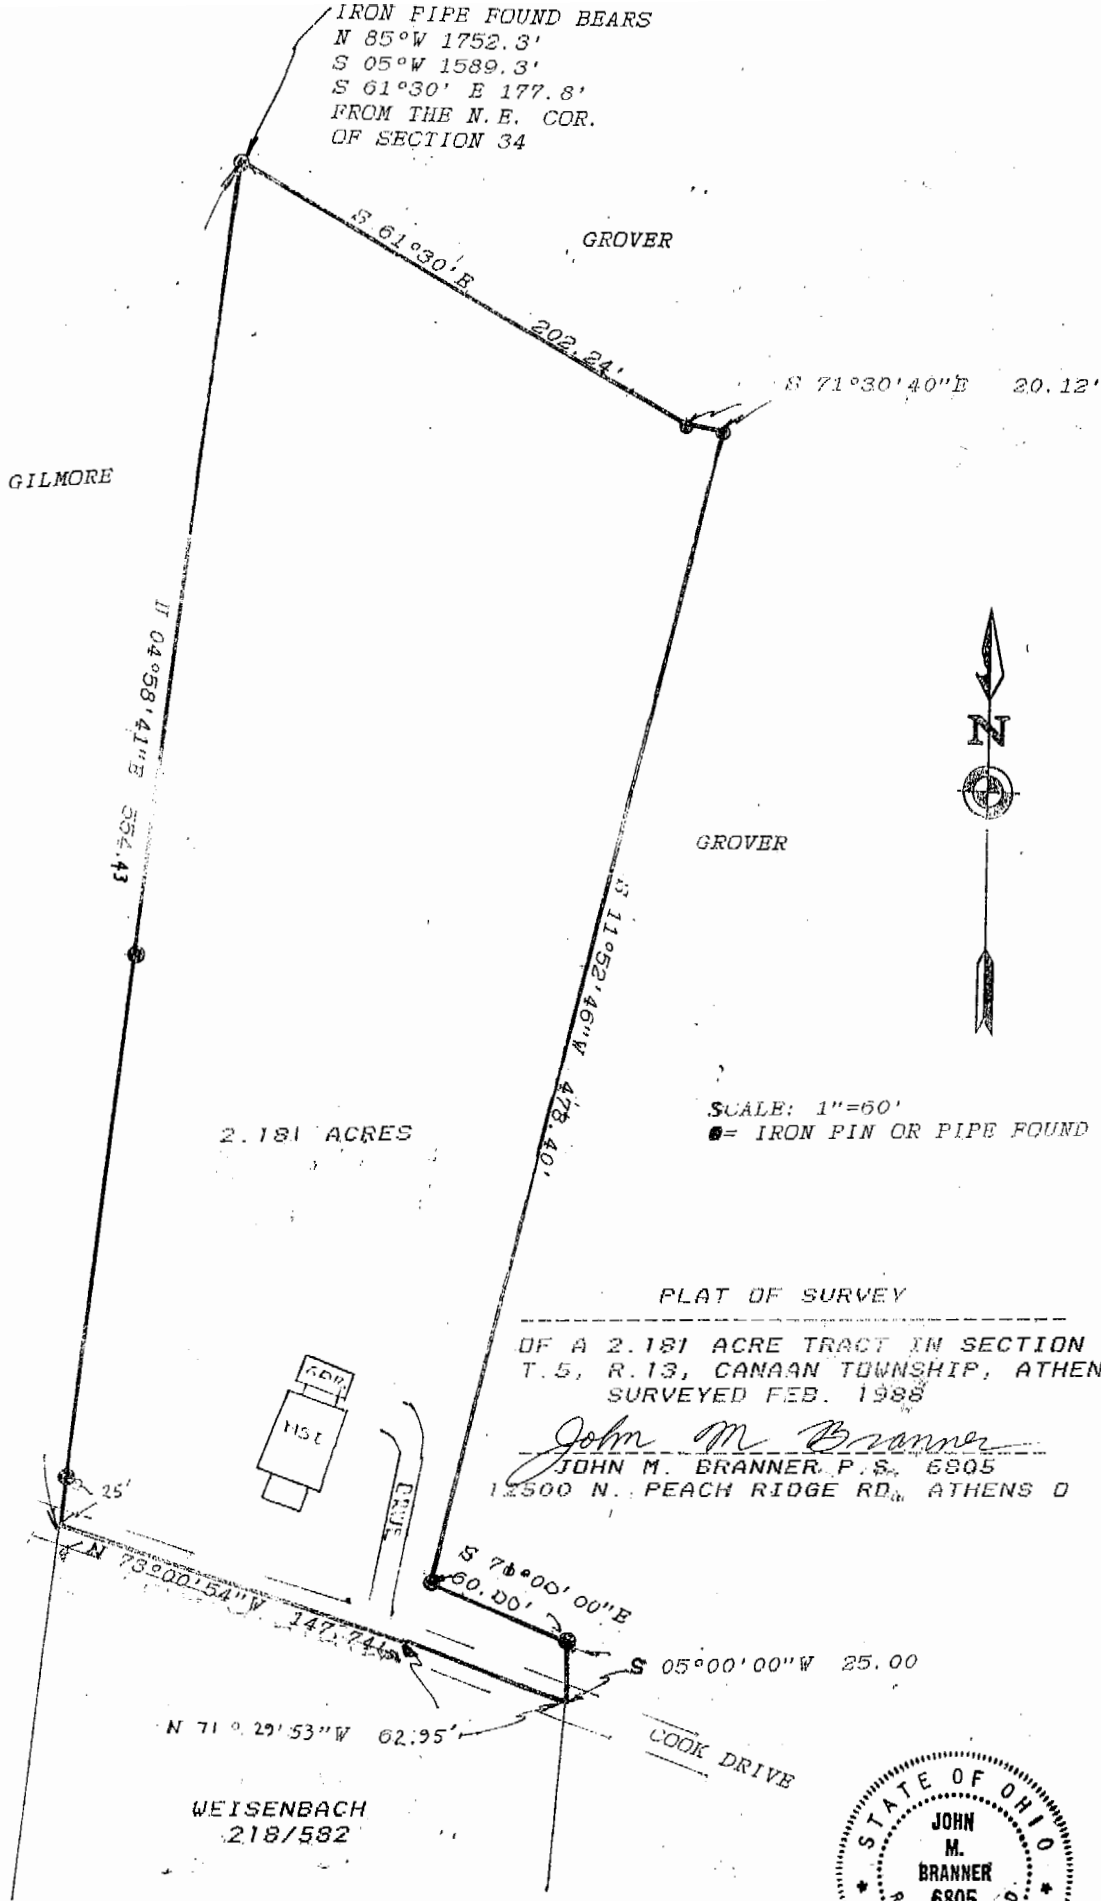 IRON PIPE FOUND BEARS
N 85°W 1752.3'
S 05°W 1589.3'
S 61°30' E 177.8'
FROM THE N.E. COR.
OF SECTION 34
S 61°30'E
202.24'
GROVER
S 71°30'40"E 20.12'
GILMORE
N 04°58'41"E 554.43
N
GROVER
S 11°52'46"W 478.40'
SCALE: 1"=60'
= IRON PIN OR PIPE FOUND
2.181 ACRES
PLAT OF SURVEY
OF A 2.181 ACRE TRACT IN SECTION
T.5, R.13, CANAAN TOWNSHIP, ATHEN
SURVEYED FEB. 1988
John M Branner
JOHN M. BRANNER P.S. 6805
12500 N. PEACH RIDGE RD. ATHENS O
HSE
DRIVE
25'
N 73°00'54"W 147.74'
S 71°00'00"E
60.00'
S 05°00'00"W 25.00
N 71°29'53"W 62.95'
COOK DRIVE
WEISENBACH
218/582
STATE OF OHIO
JOHN
M.
BRANNER
6805